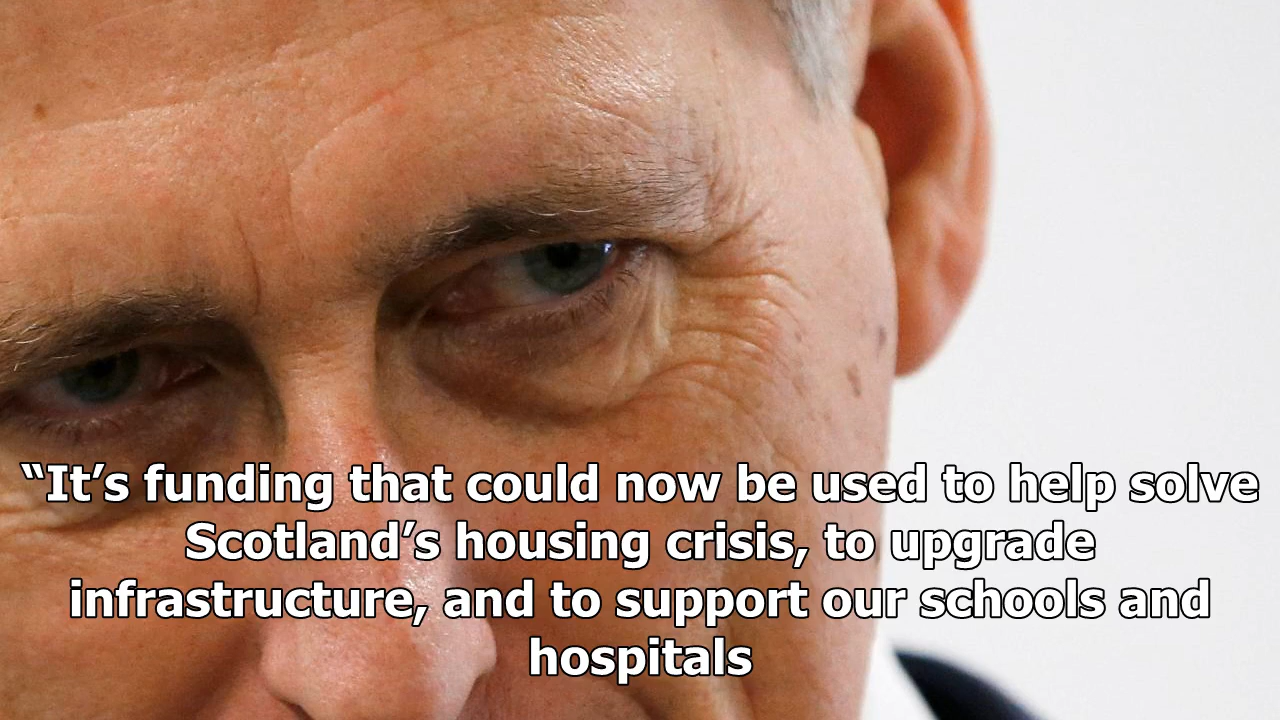 “It’s funding that could now be used to help solve
Scotland’s housing crisis, to upgrade
infrastructure, and to support our schools and
hospitals